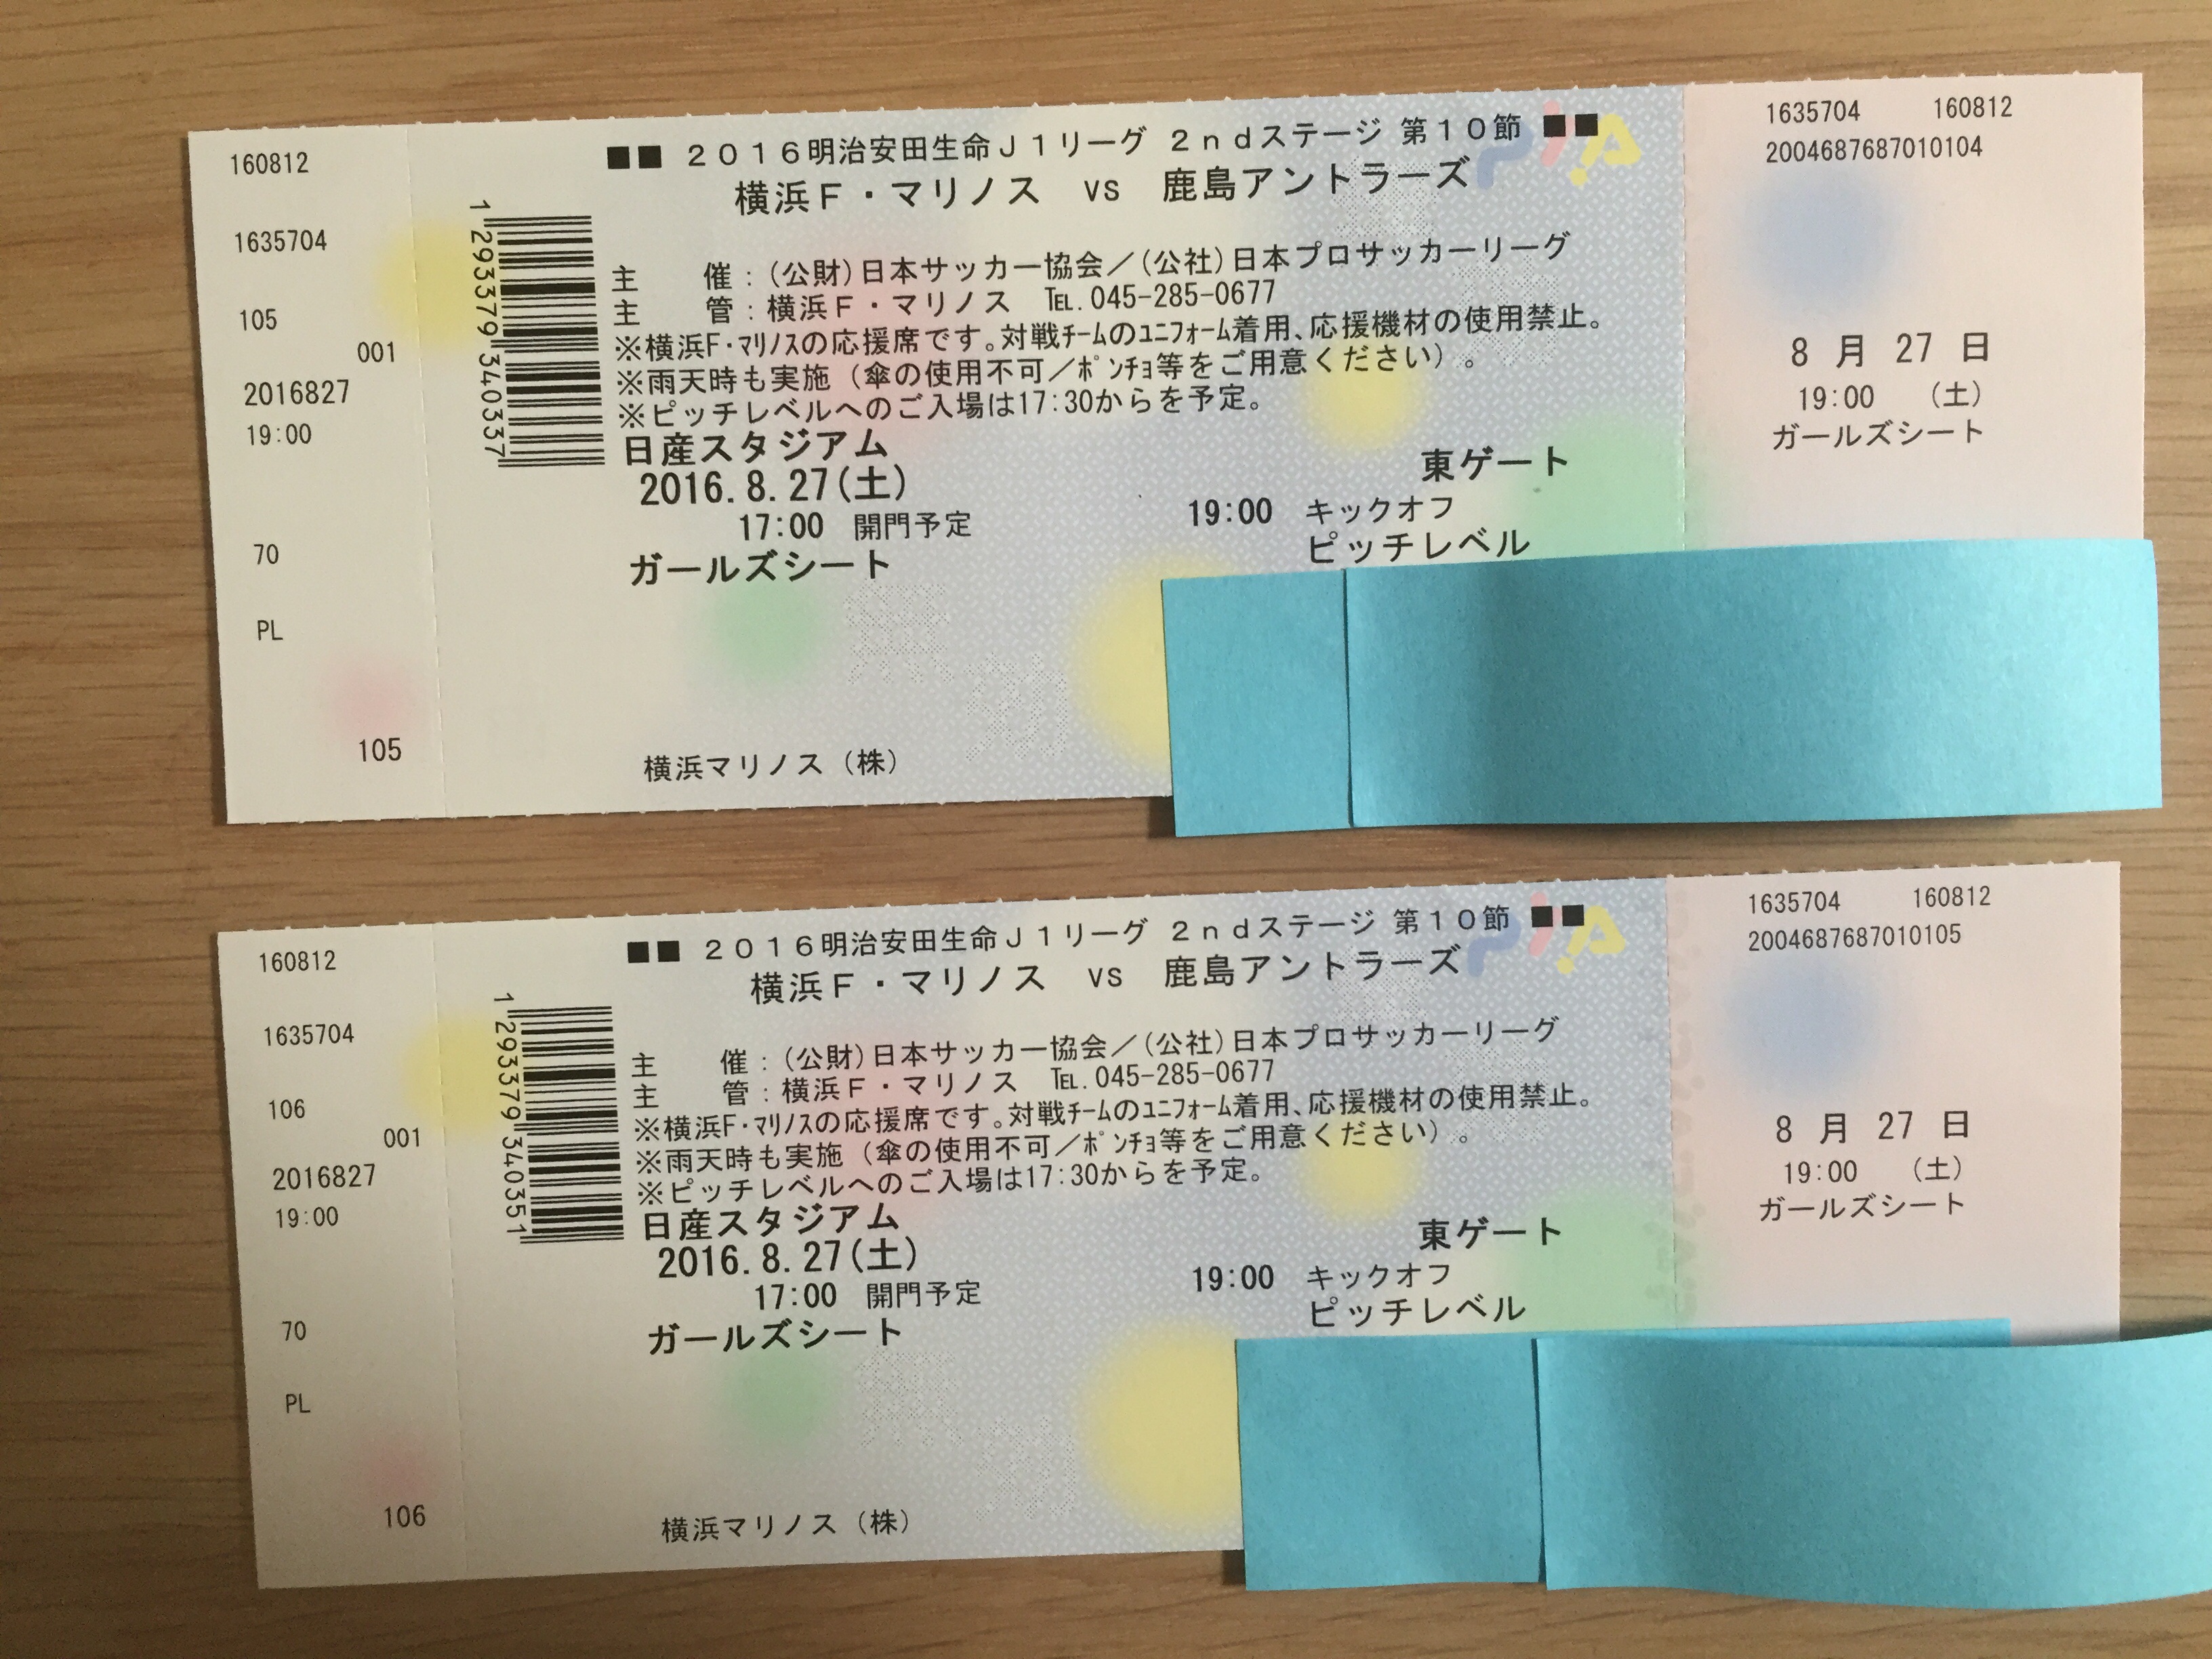 160812
1635704
105
001
2016827
19:00
70
PL
105
1 293379 340337
■■ 2016明治安田生命J1リーグ 2ndステージ 第10節 ■■
PIA
横浜F・マリノス vs 鹿島アントラーズ
主 催:(公財)日本サッカー協会/(公社)日本プロサッカーリーグ
主 管:横浜F・マリノス ℡.045-285-0677
※横浜F・ﾏﾘﾉｽの応援席です。対戦ﾁｰﾑのﾕﾆﾌｫｰﾑ着用、応援機材の使用禁止。
※雨天時も実施(傘の使用不可/ﾎﾟﾝﾁｮ等をご用意ください)。
※ピッチレベルへのご入場は17:30からを予定。
日産スタジアム
東ゲート
2016.8.27(土)
17:00 開門予定
19:00 キックオフ
ガールズシート
ピッチレベル
無効
横浜マリノス(株)
1635704 160812
2004687687010104
8月27日
19:00 (土)
ガールズシート
160812
1635704
106
001
2016827
19:00
70
PL
106
1 293379 340351
■■ 2016明治安田生命J1リーグ 2ndステージ 第10節 ■■
PIA
横浜F・マリノス vs 鹿島アントラーズ
主 催:(公財)日本サッカー協会/(公社)日本プロサッカーリーグ
主 管:横浜F・マリノス ℡.045-285-0677
※横浜F・ﾏﾘﾉｽの応援席です。対戦ﾁｰﾑのﾕﾆﾌｫｰﾑ着用、応援機材の使用禁止。
※雨天時も実施(傘の使用不可/ﾎﾟﾝﾁｮ等をご用意ください)。
※ピッチレベルへのご入場は17:30からを予定。
日産スタジアム
東ゲート
2016.8.27(土)
17:00 開門予定
19:00 キックオフ
ガールズシート
ピッチレベル
無効
横浜マリノス(株)
1635704 160812
2004687687010105
8月27日
19:00 (土)
ガールズシート